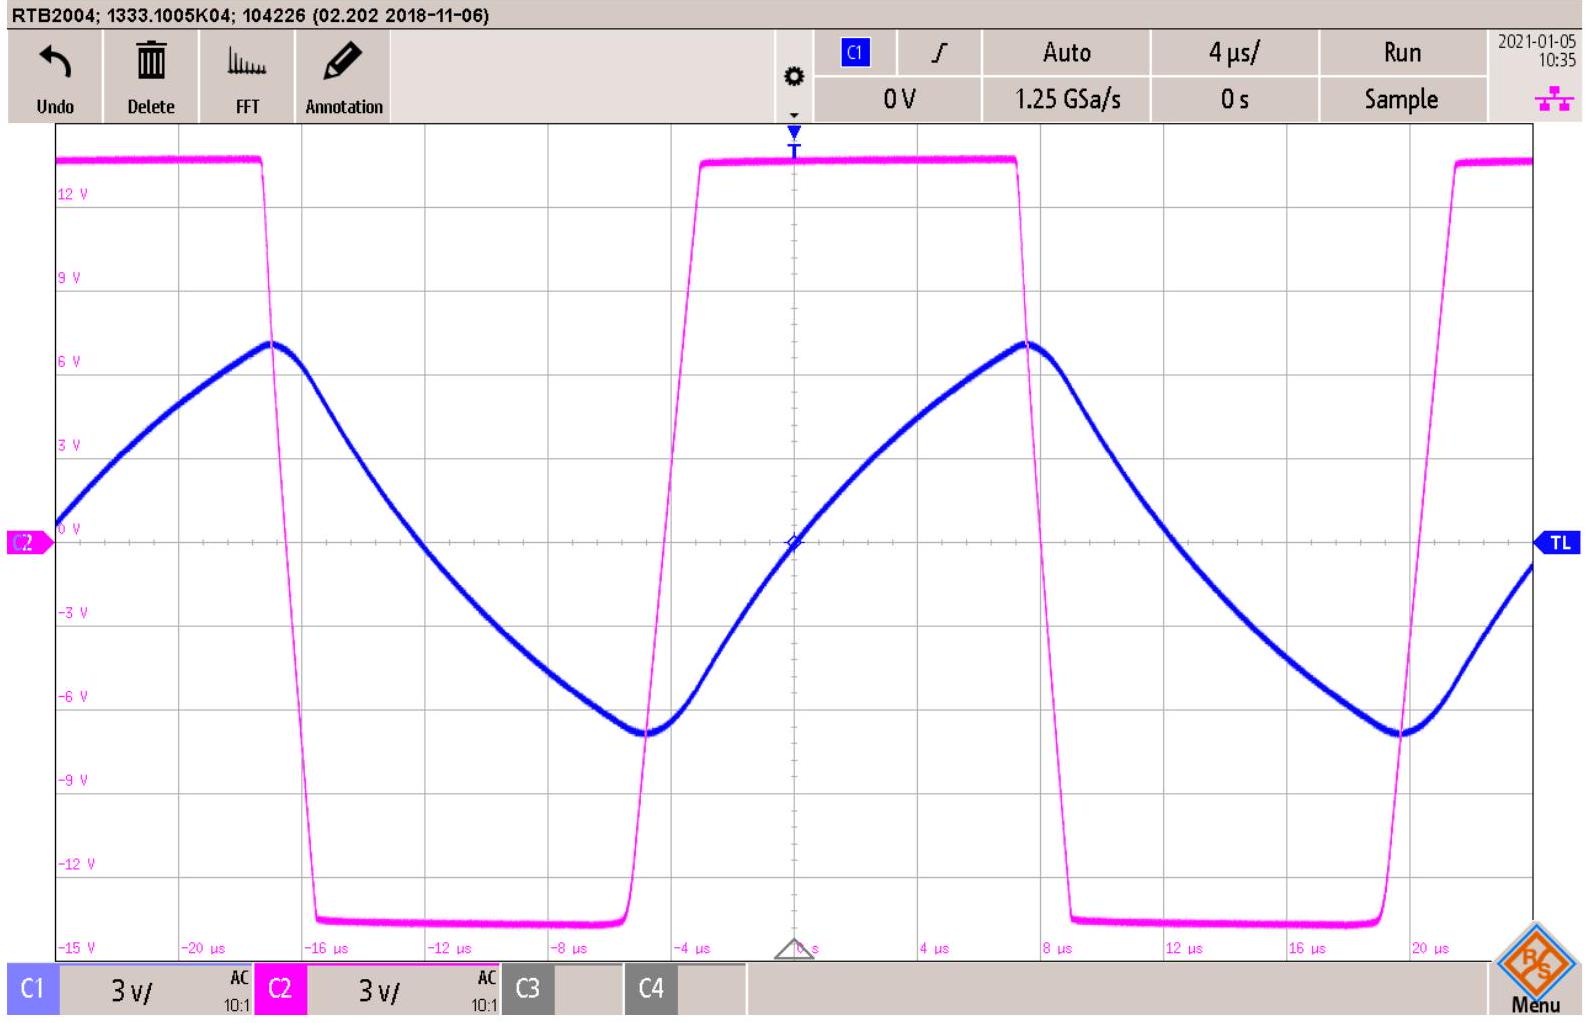 RTB2004; 1333.1005K04; 104226 (02.202 2018-11-06)
Undo
Delete
FFT
Annotation
C1
Auto
4 µs/
Run
0 V
1.25 GSa/s
0 s
Sample
2021-01-05
10:35
T
12 V
9 V
6 V
3 V
0 V
C2
TL
-3 V
-6 V
-9 V
-12 V
-15 V
-20 µs
-16 µs
-12 µs
-8 µs
-4 µs
0 s
4 µs
8 µs
12 µs
16 µs
20 µs
C1
3 v/
AC
10:1
C2
3 v/
AC
10:1
C3
C4
R S
Menu